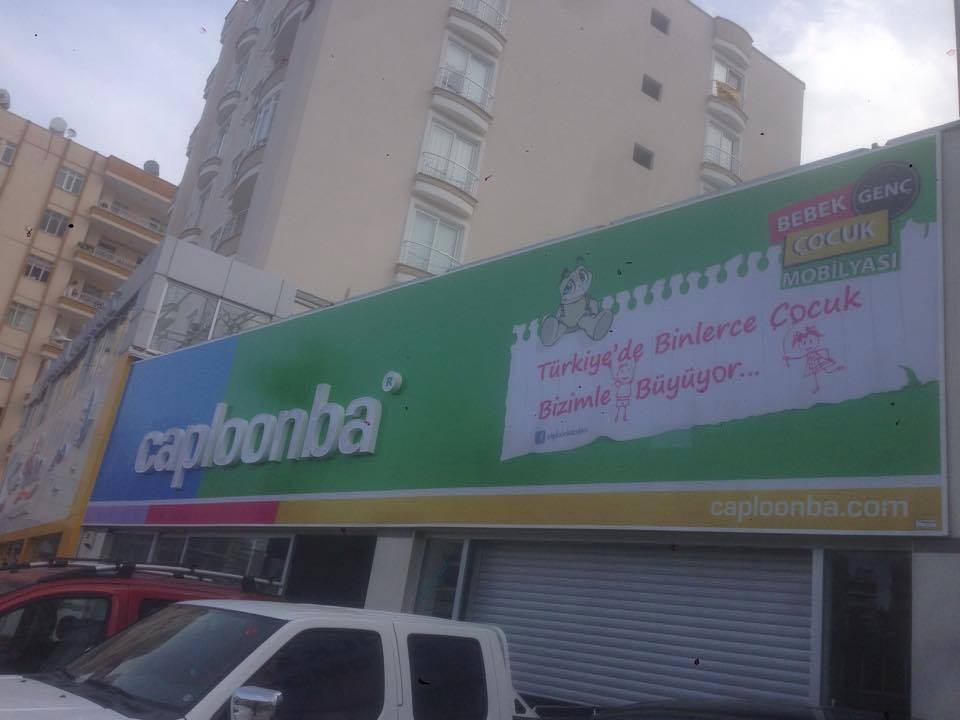 BEBEK GENÇ
ÇOCUK
MOBİLYASI
Türkiye'de Binlerce Çocuk
Bizimle Büyüyor...
caploonba®
caploonba.com